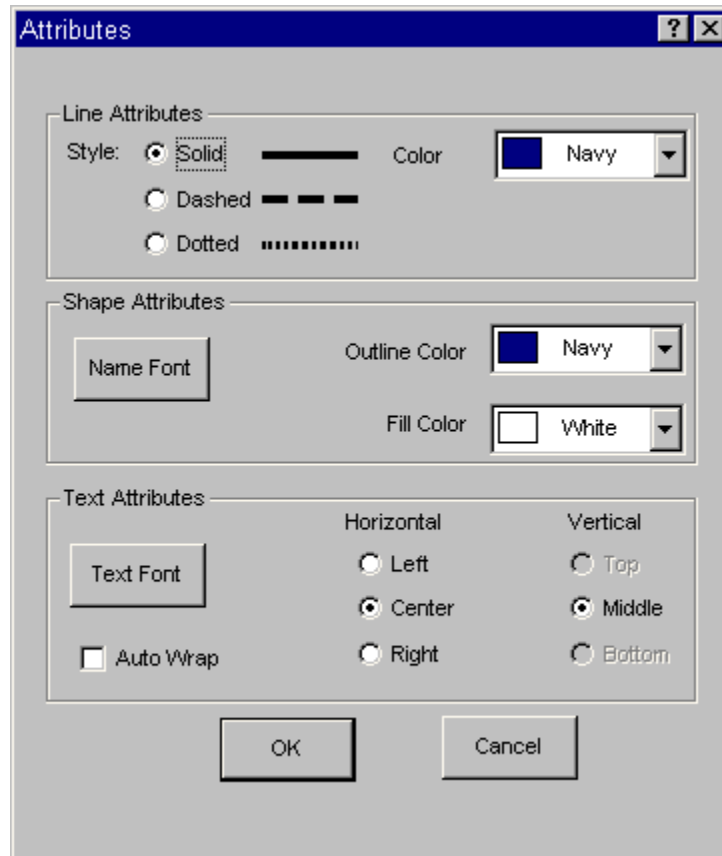 Attributes
Line Attributes
Style: Solid Color Navy
Dashed
Dotted
Shape Attributes
Name Font Outline Color Navy
Fill Color White
Text Attributes
Horizontal Vertical
Text Font Left Top
Center Middle
Auto Wrap Right Bottom
OK Cancel